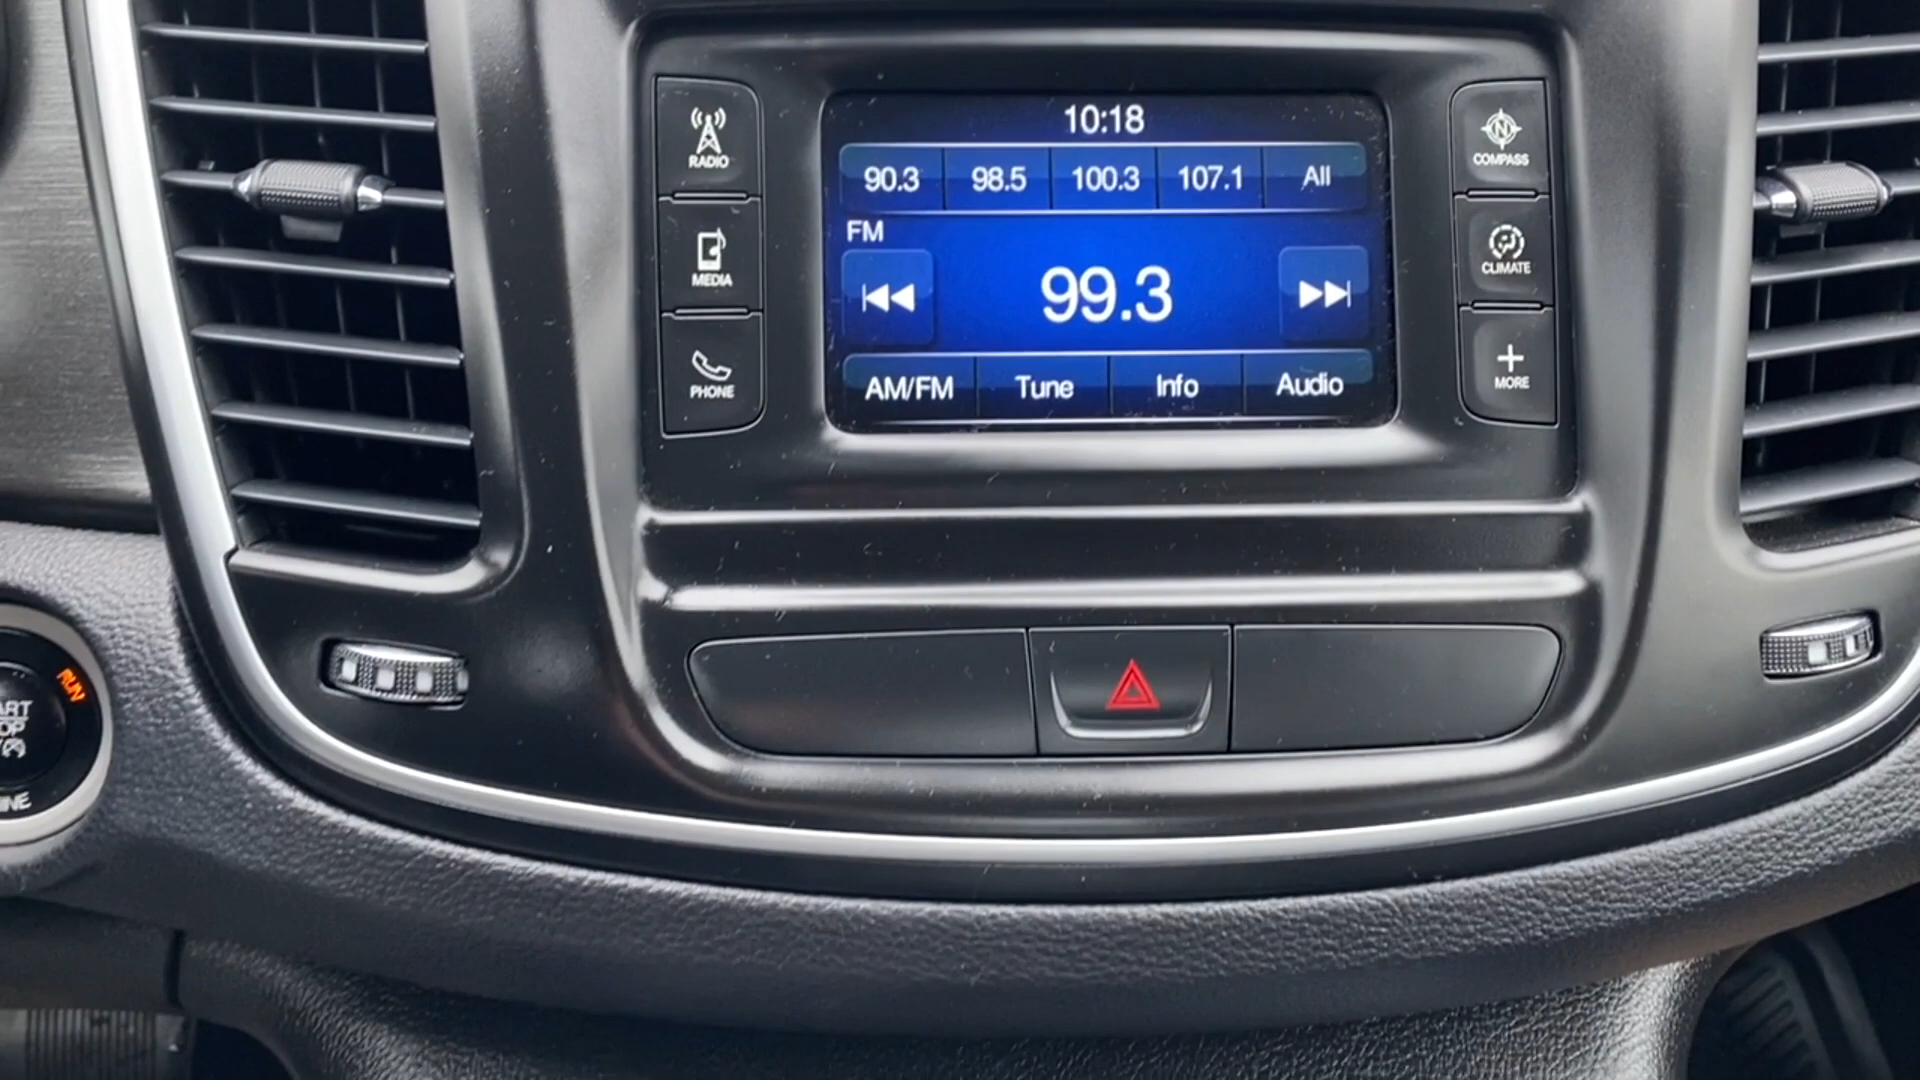 10:18
RADIO
COMPASS
90.3 98.5 100.3 107.1 All
FM
MEDIA
CLIMATE
99.3
PHONE
MORE
AM/FM Tune Info Audio
RUN